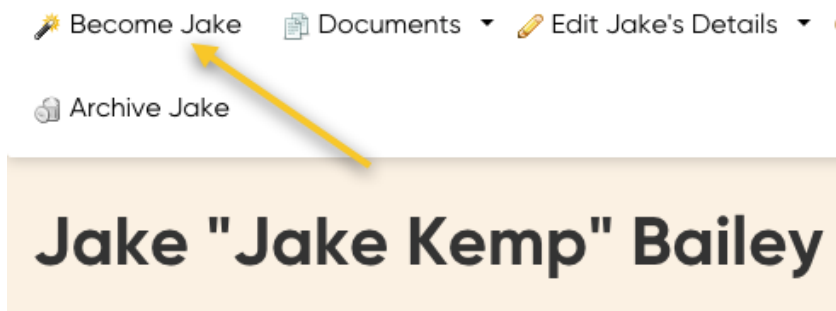 Become Jake Documents Edit Jake's Details
Archive Jake
Jake "Jake Kemp" Bailey